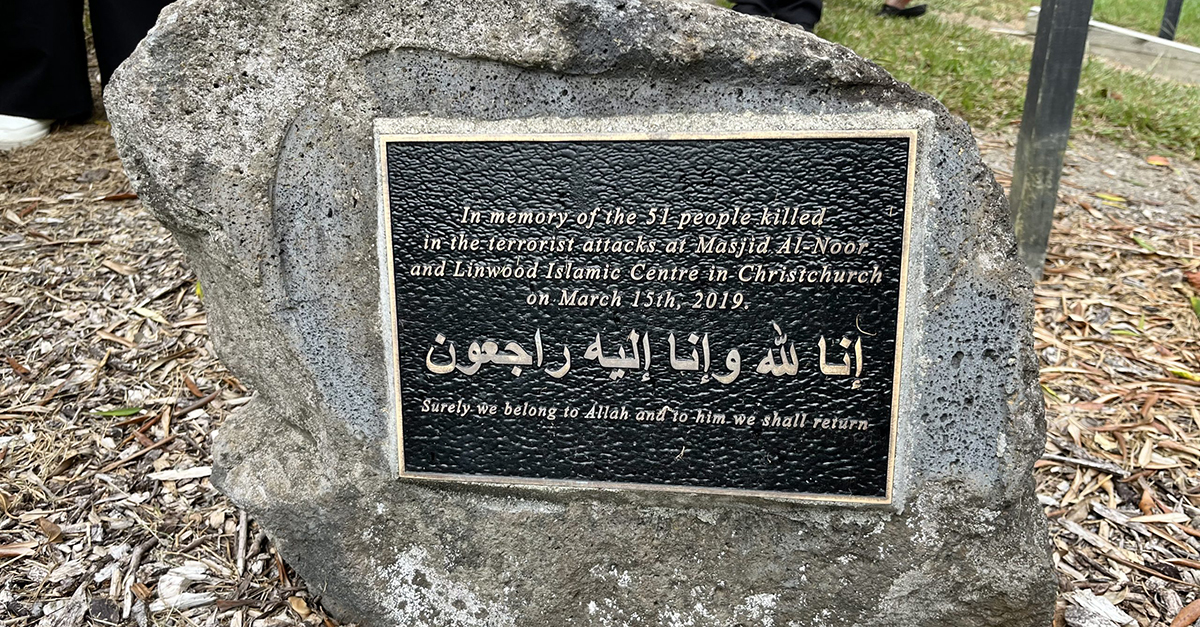 In memory of the 51 people killed
in the terrorist attacks at Masjid Al-Noor
and Linwood Islamic Centre in Christchurch
on March 15th, 2019.
إنا لله وإنا إليه راجعون
Surely we belong to Allah and to him we shall return